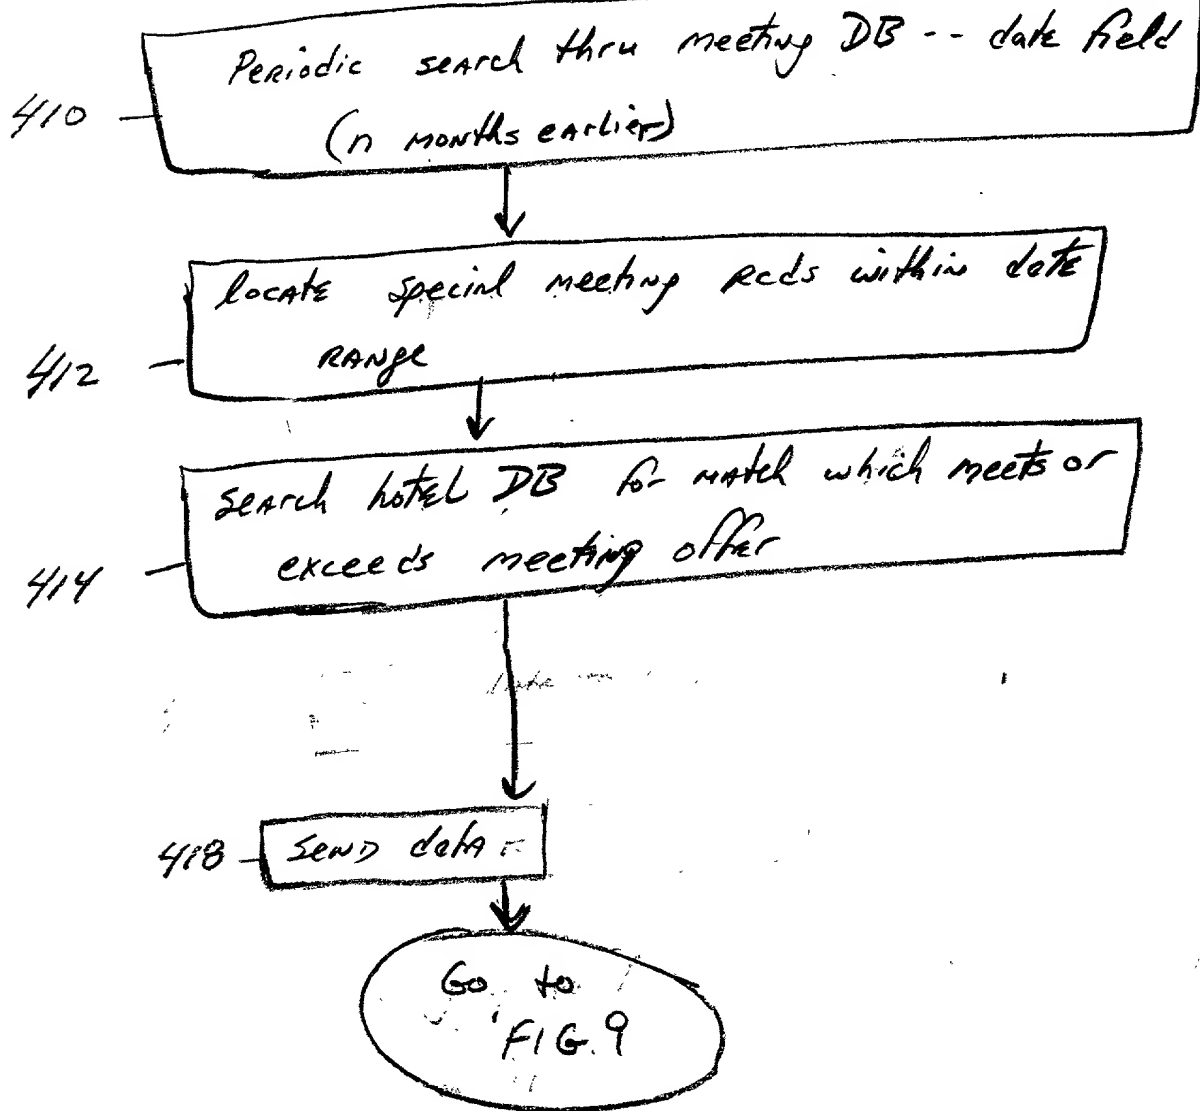 Periodic search thru meeting DB -- date field
410
(n months earlier)
locate special meeting rcds within date
412
range
search hotel DB for match which meets or
414
exceeds meeting offer
418
send data
Go to
FIG. 9